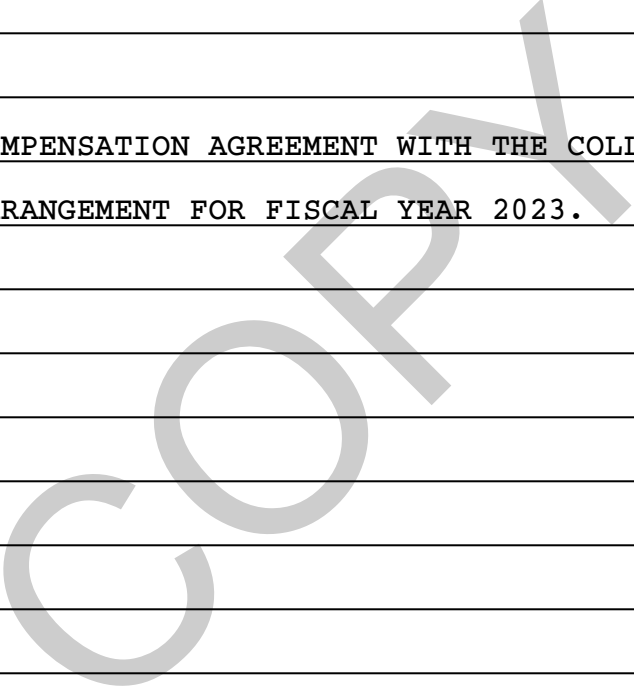 MPENSATION AGREEMENT WITH THE COLL
RANGEMENT FOR FISCAL YEAR 2023.
COPY